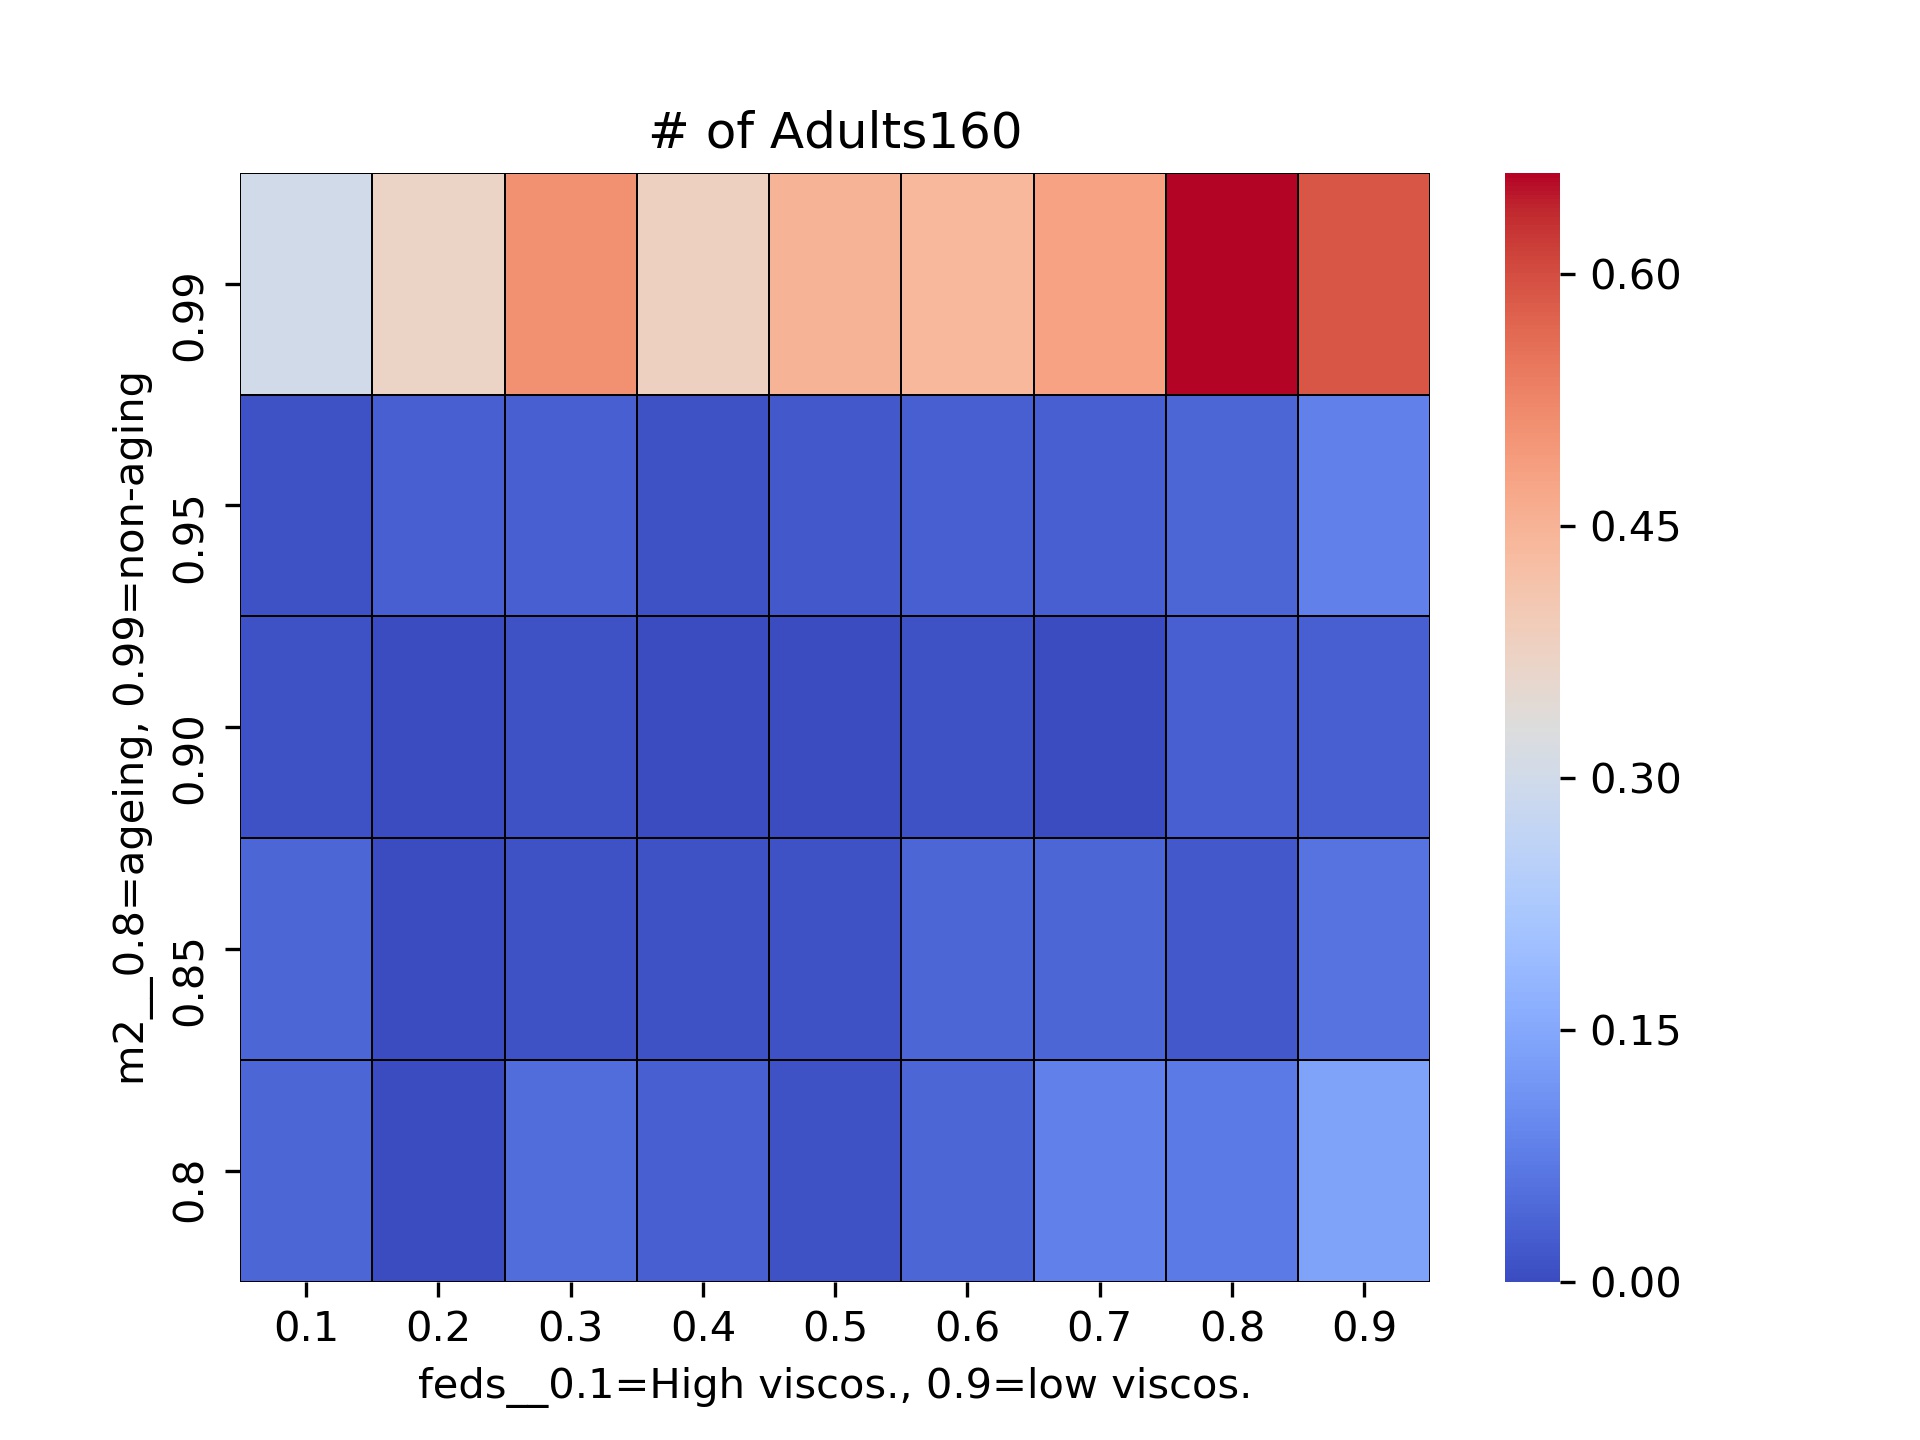 # of Adults160
m2__0.8=ageing, 0.99=non-aging
0.99
0.95
0.90
0.85
0.8
0.1 0.2 0.3 0.4 0.5 0.6 0.7 0.8 0.9
feds__0.1=High viscos., 0.9=low viscos.
0.60
0.45
0.30
0.15
0.00